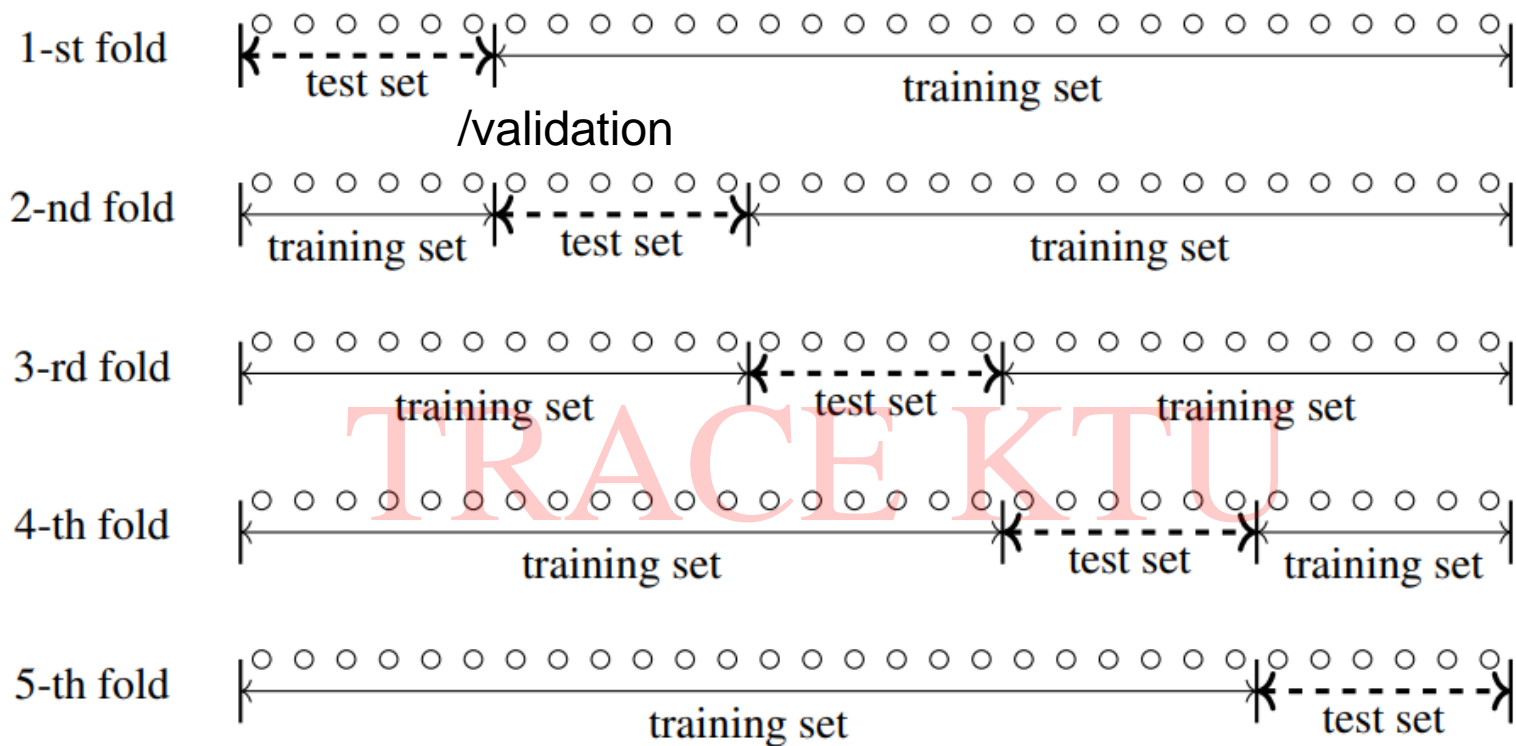 1-st fold
test set
training set
/validation
2-nd fold
training set test set training set
3-rd fold
training set test set training set
TRACE KTU
4-th fold
training set test set training set
5-th fold
training set test set